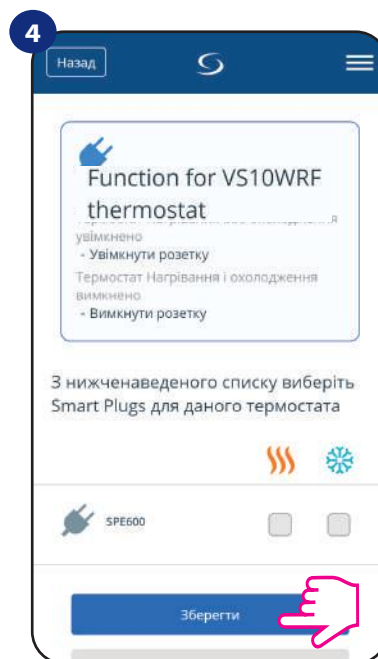 4
Назад
Function for VS10WRF
thermostat
увімкнено
- Увімкнути розетку
Термостат Нагрівання і охолодження
вимкнено
- Вимкнути розетку
З нижченаведеного списку виберіть
Smart Plugs для даного термостата
SPE600
Зберегти